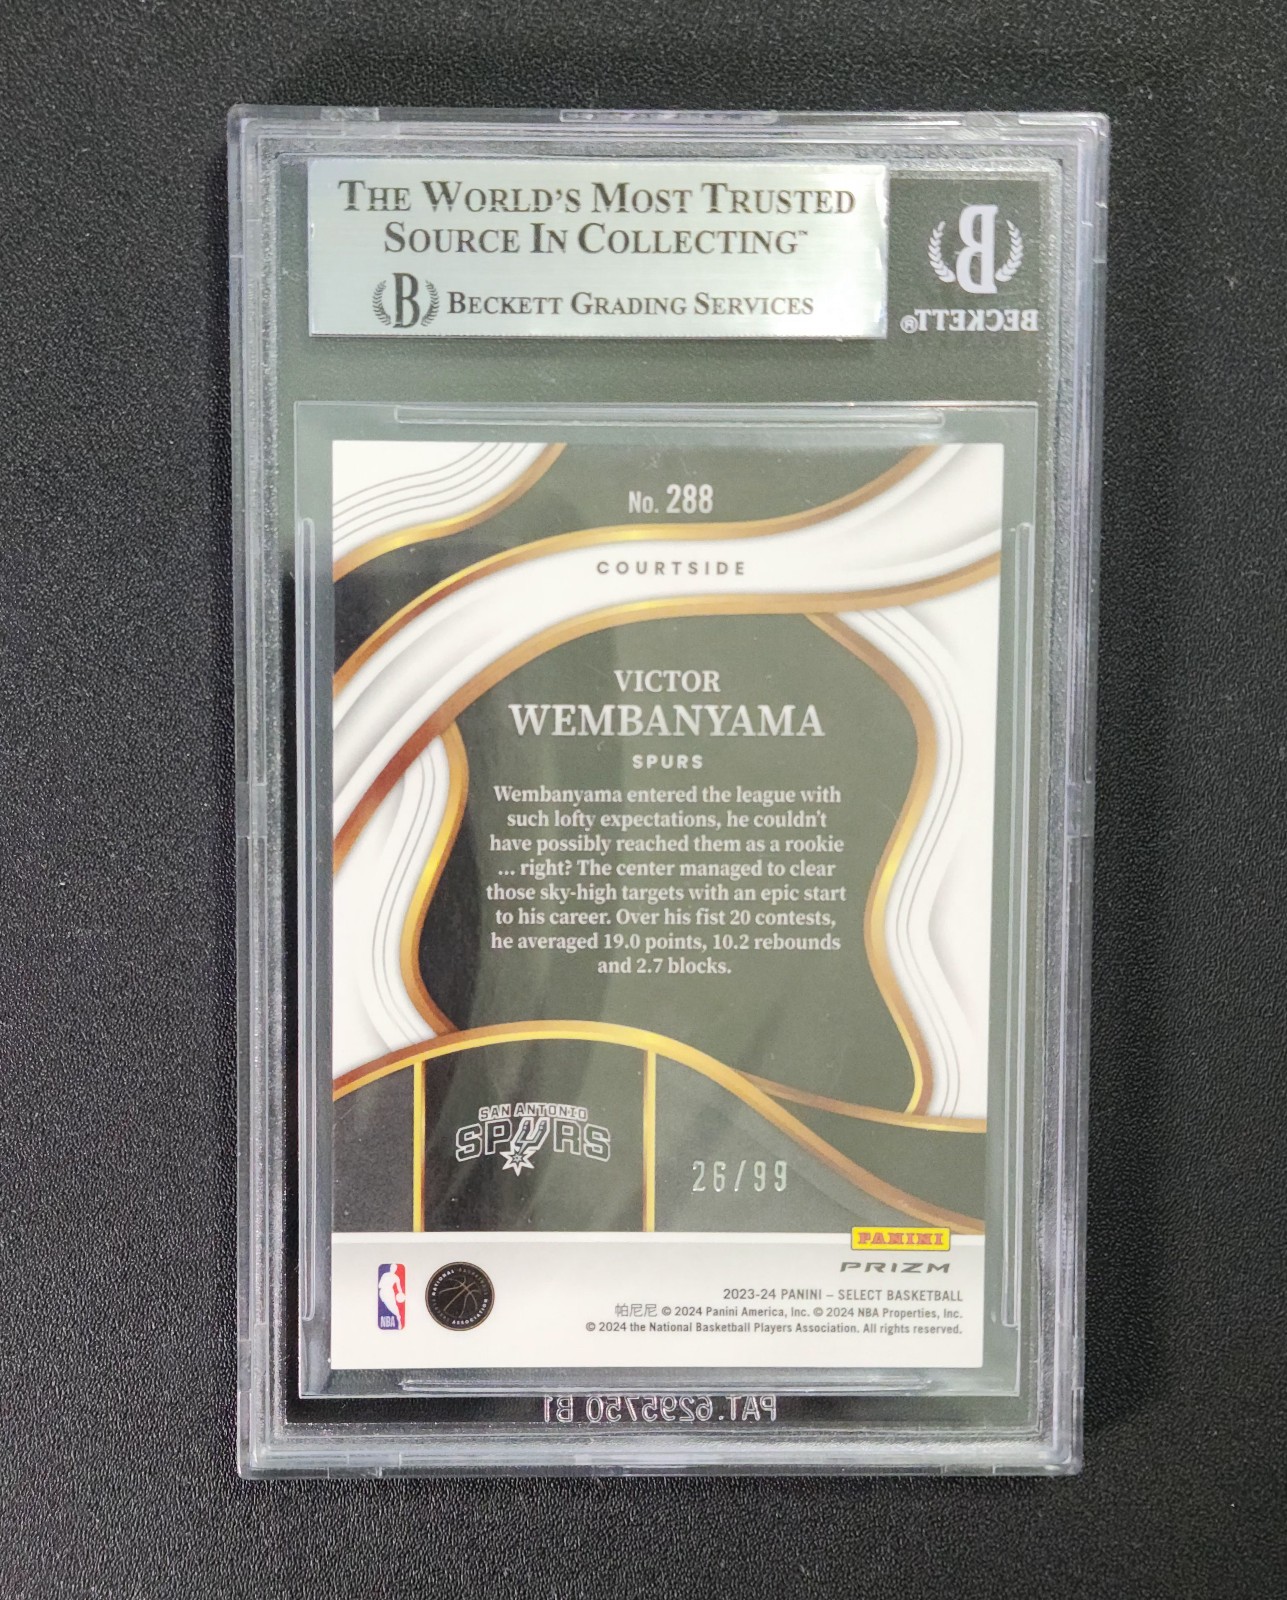 THE WORLD'S MOST TRUSTED
SOURCE IN COLLECTING™
B BECKETT GRADING SERVICES
B
BECKETT®
No. 288
COURTSIDE
VICTOR
WEMBANYAMA
SPURS
Wembanyama entered the league with
such lofty expectations, he couldn't
have possibly reached them as a rookie
... right? The center managed to clear
those sky-high targets with an epic start
to his career. Over his fist 20 contests,
he averaged 19.0 points, 10.2 rebounds
and 2.7 blocks.
SAN ANTONIO
SPURS
26/99
PANINI
PRIZM
NBA
NATIONAL BASKETBALL ASSOCIATION
2023-24 PANINI – SELECT BASKETBALL
帕尼尼 © 2024 Panini America, Inc. © 2024 NBA Properties, Inc.
© 2024 the National Basketball Players Association. All rights reserved.
PAT.6295750 B1